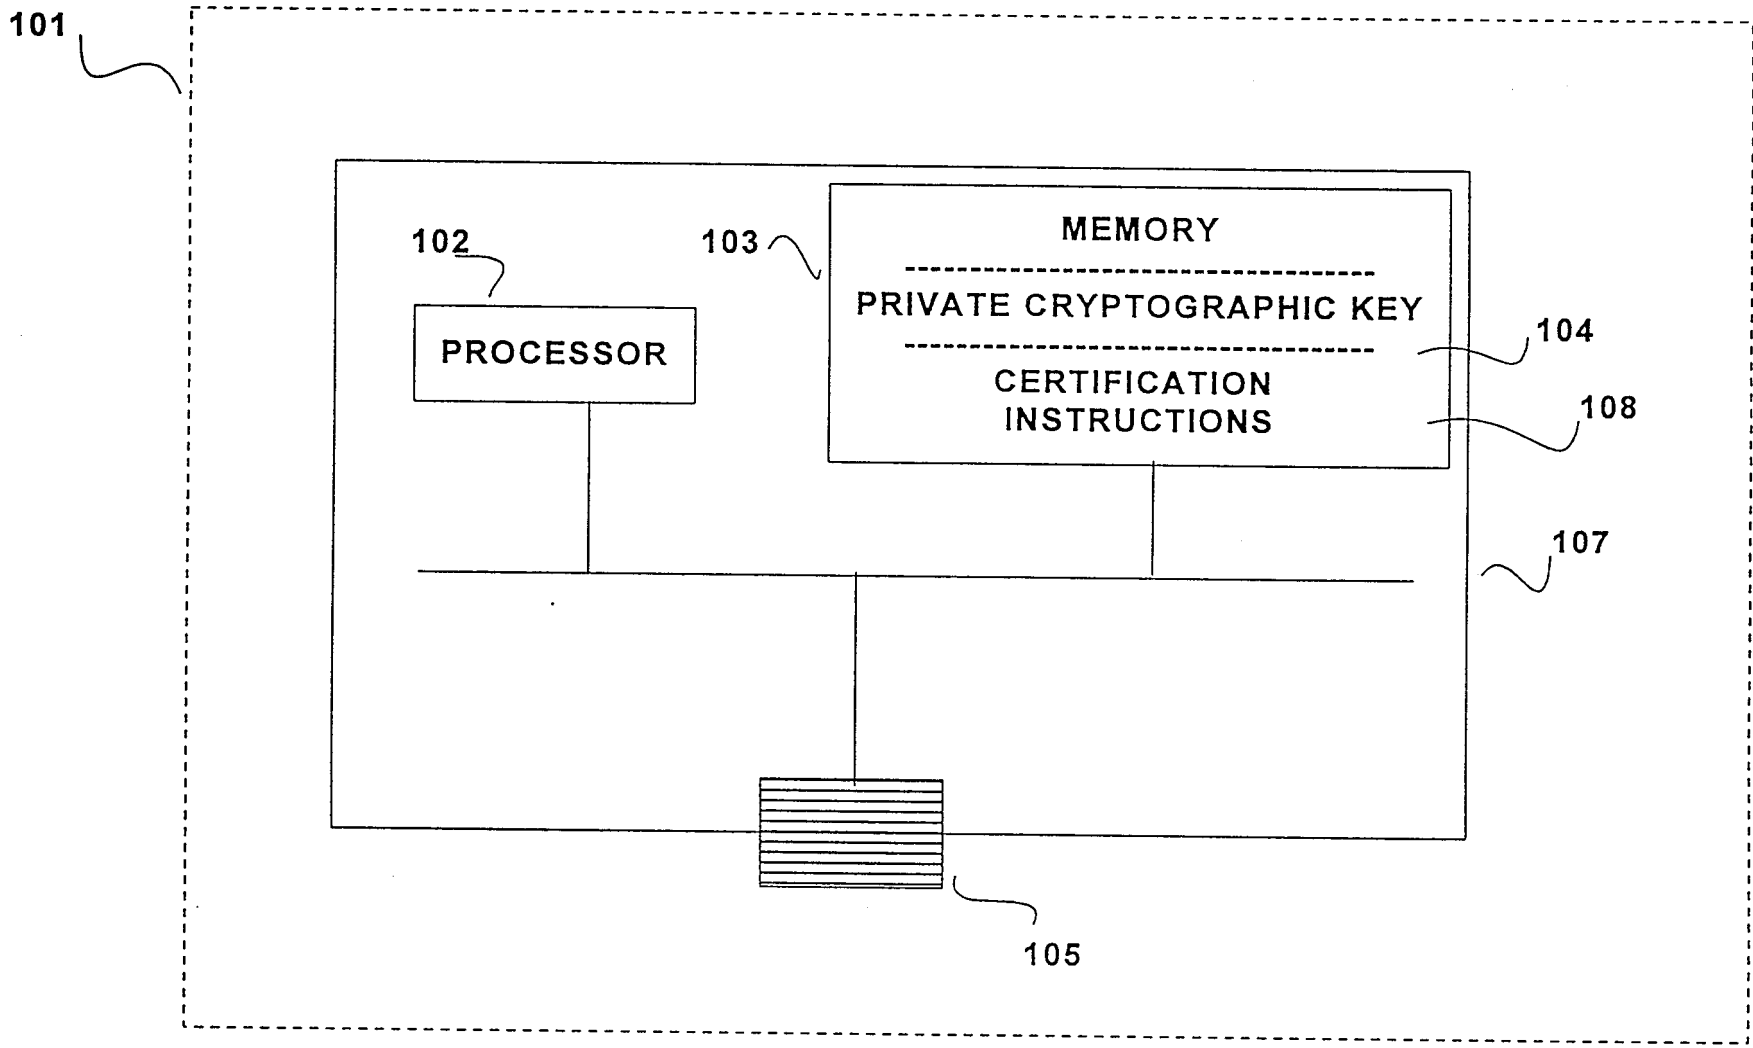 101
MEMORY
102
103
PRIVATE CRYPTOGRAPHIC KEY
104
PROCESSOR
CERTIFICATION
INSTRUCTIONS
108
107
105